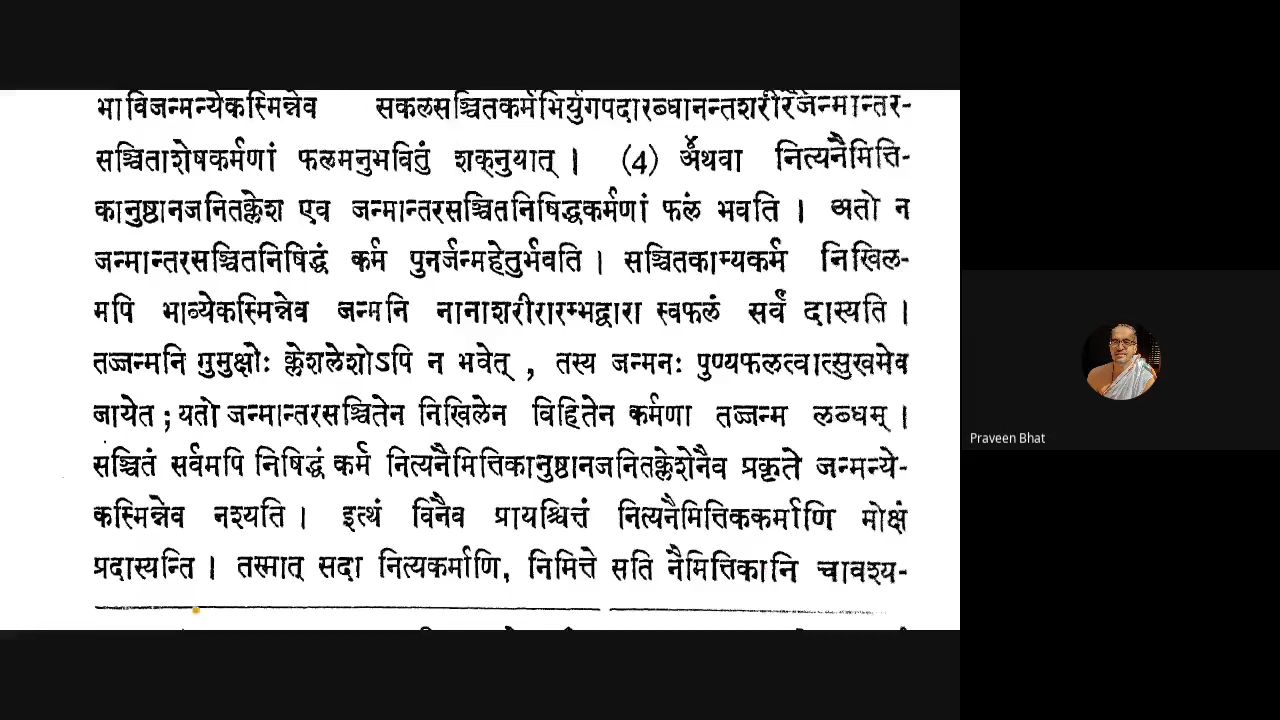 भाविजन्मन्येकस्मिन्नेव सकलसञ्चितकर्मभिर्युगपदारब्धानन्तशरीरैर्जन्मान्तर-
सञ्चिताशेषकर्मणां फलमनुभवितुं शक्नुयात् । (4) अथवा नित्यनैमित्ति-
कानुष्ठानजनितक्लेश एव जन्मान्तरसञ्चितनिषिद्धकर्मणां फलं भवति । अतो न
जन्मान्तरसञ्चितनिषिद्धं कर्म पुनर्जन्महेतुर्भवति । सञ्चितकाम्यकर्म निखिल-
मपि भाव्येकस्मिन्नेव जन्मनि नानाशरीरारम्भद्वारा स्वफलं सर्वं दास्यति ।
तज्जन्मनि मुमुक्षोः क्लेशलेशोऽपि न भवेत् , तस्य जन्मनः पुण्यफलत्वात्सुखमेव
जायेत ; यतो जन्मान्तरसञ्चितेन निखिलेन विहितेन कर्मणा तज्जन्म लब्धम् ।
सञ्चितं सर्वमपि निषिद्धं कर्म नित्यनैमित्तिकानुष्ठानजनितक्लेशेनैव प्रकृते जन्मन्ये-
कस्मिन्नेव नश्यति । इत्थं विनैव प्रायश्चित्तं नित्यनैमित्तिककर्माणि मोक्षं
प्रदास्यन्ति । तस्मात् सदा नित्यकर्माणि, निमित्ते सति नैमित्तिकानि चावश्य-
Praveen Bhat